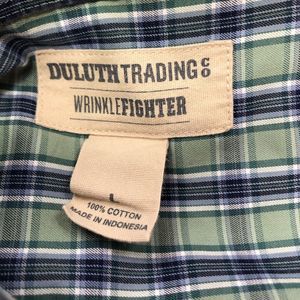 DULUTH TRADING CO
WRINKLEFIGHTER
L
100% COTTON
MADE IN INDONESIA